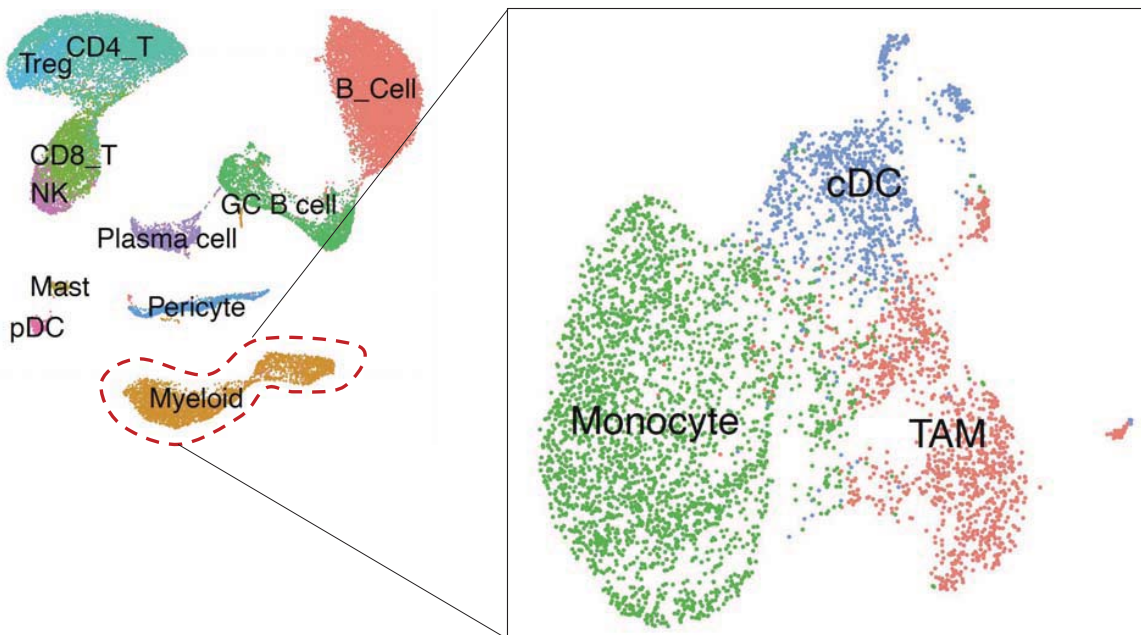 CD4_T
Treg
B_Cell
CD8_T
NK
GC B cell
Plasma cell
Mast
Pericyte
pDC
Myeloid
cDC
Monocyte
TAM